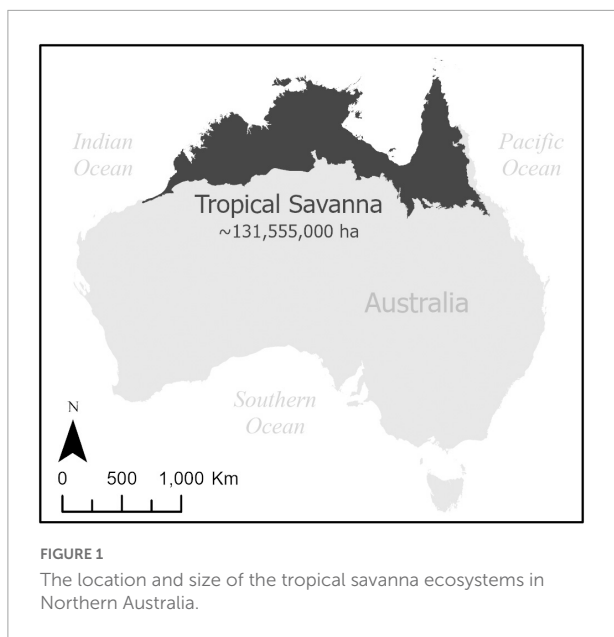 Indian
Ocean
Pacific
Ocean
Tropical Savanna
~131,555,000 ha
Australia
Southern
Ocean
N
0 500 1,000 Km
FIGURE 1
The location and size of the tropical savanna ecosystems in
Northern Australia.